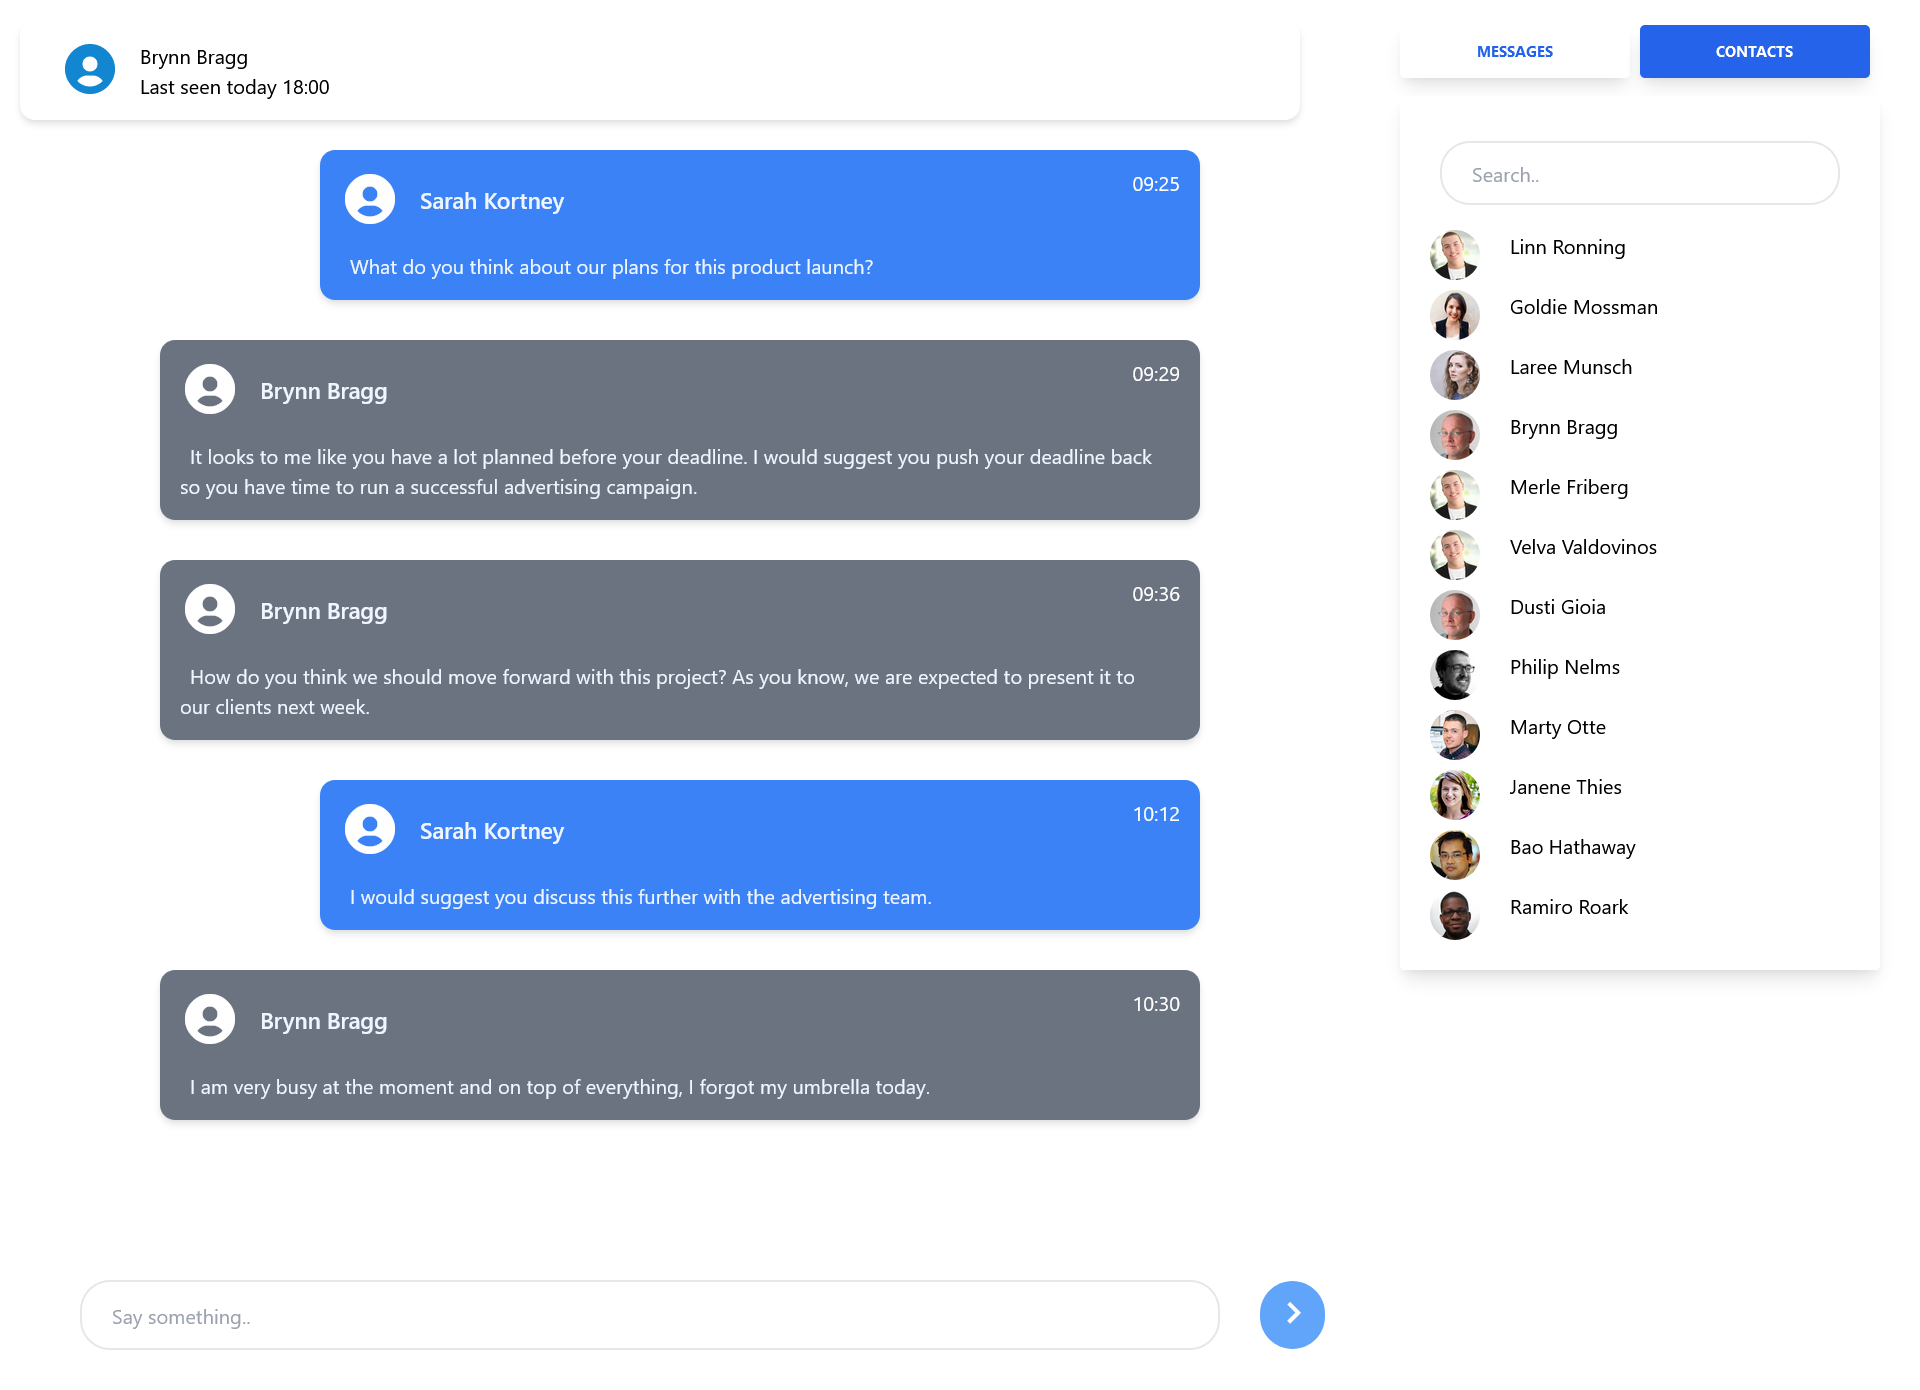 Brynn Bragg
Last seen today 18:00
Sarah Kortney
09:25
What do you think about our plans for this product launch?
Brynn Bragg
09:29
It looks to me like you have a lot planned before your deadline. I would suggest you push your deadline back
so you have time to run a successful advertising campaign.
Brynn Bragg
09:36
How do you think we should move forward with this project? As you know, we are expected to present it to
our clients next week.
Sarah Kortney
10:12
I would suggest you discuss this further with the advertising team.
Brynn Bragg
10:30
I am very busy at the moment and on top of everything, I forgot my umbrella today.
Say something..
MESSAGES
CONTACTS
Search..
Linn Ronning
Goldie Mossman
Laree Munsch
Brynn Bragg
Merle Friberg
Velva Valdovinos
Dusti Gioia
Philip Nelms
Marty Otte
Janene Thies
Bao Hathaway
Ramiro Roark